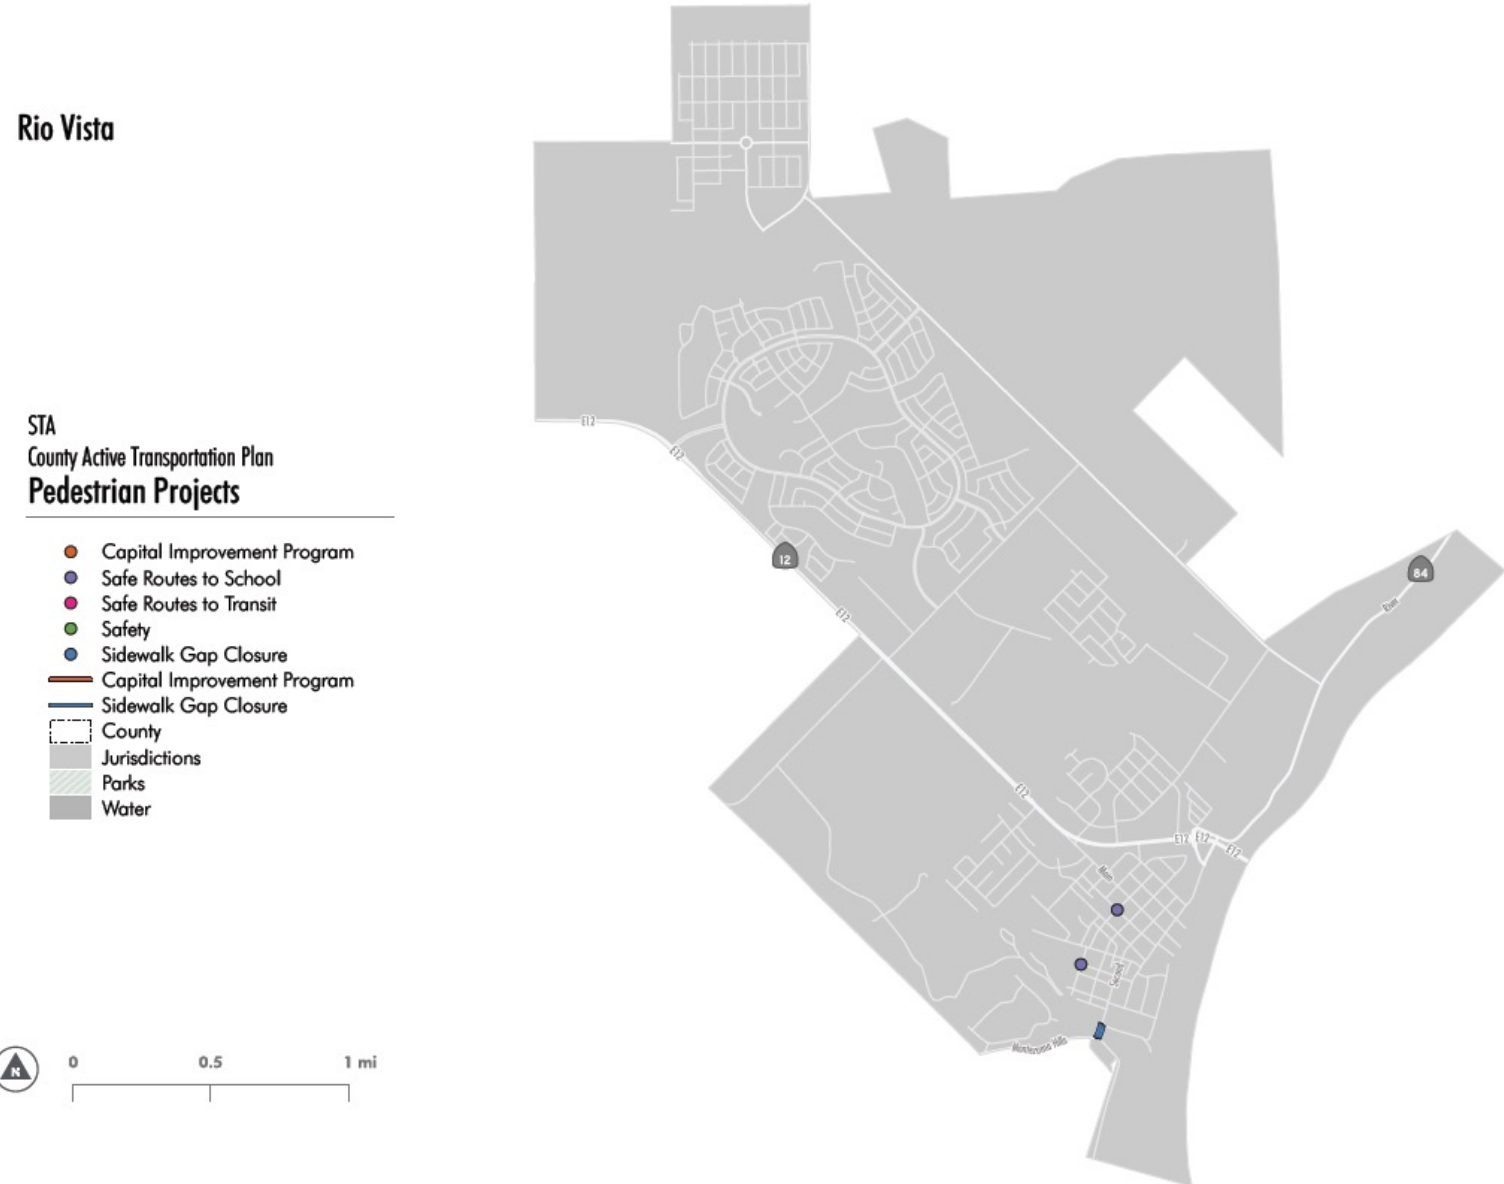 Rio Vista
STA
County Active Transportation Plan
Pedestrian Projects
Capital Improvement Program
Safe Routes to School
Safe Routes to Transit
Safety
Sidewalk Gap Closure
Capital Improvement Program
Sidewalk Gap Closure
County
Jurisdictions
Parks
Water
N
0 0.5 1 mi
E12
E12
12
E12
84
River
E12
E12 E12 E12
Main
Second
Montezuma Hills